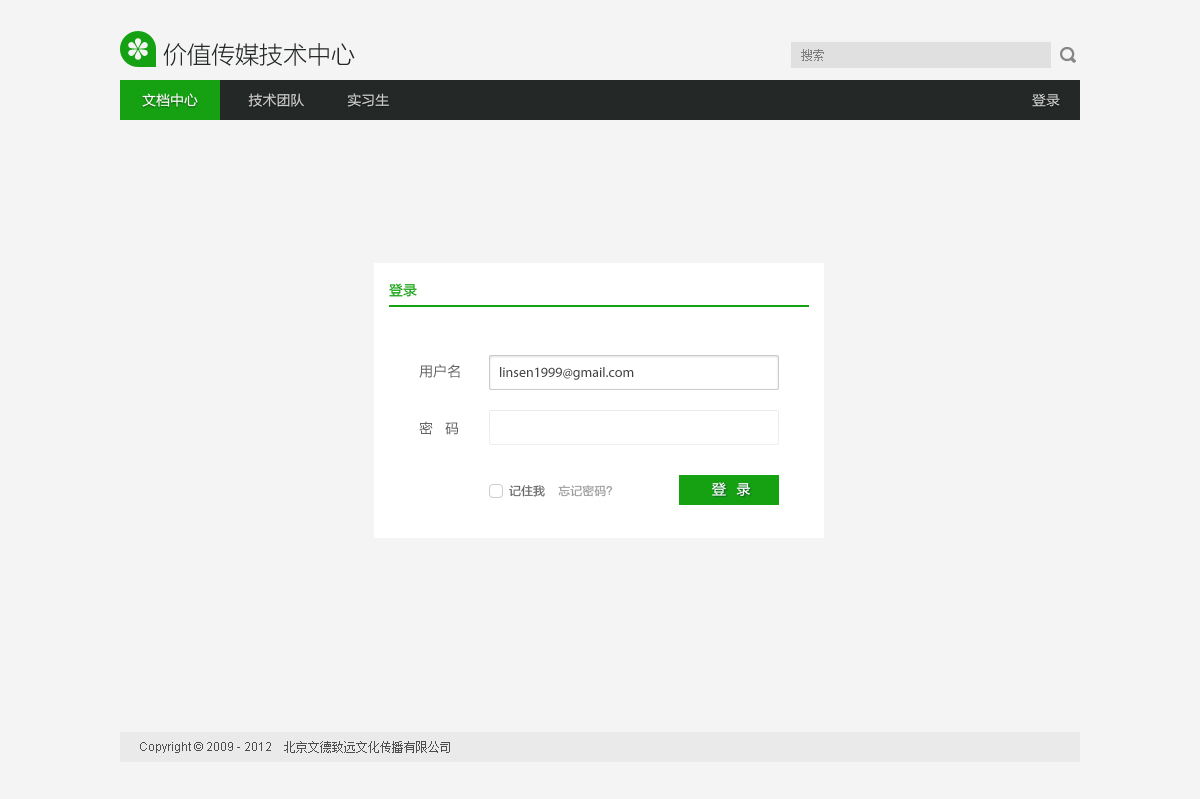 价值传媒技术中心
搜索
文档中心 技术团队 实习生 登录
登录
用户名 linsen1999@gmail.com
密 码
记住我 忘记密码? 登 录
Copyright © 2009 - 2012 北京文德致远文化传播有限公司